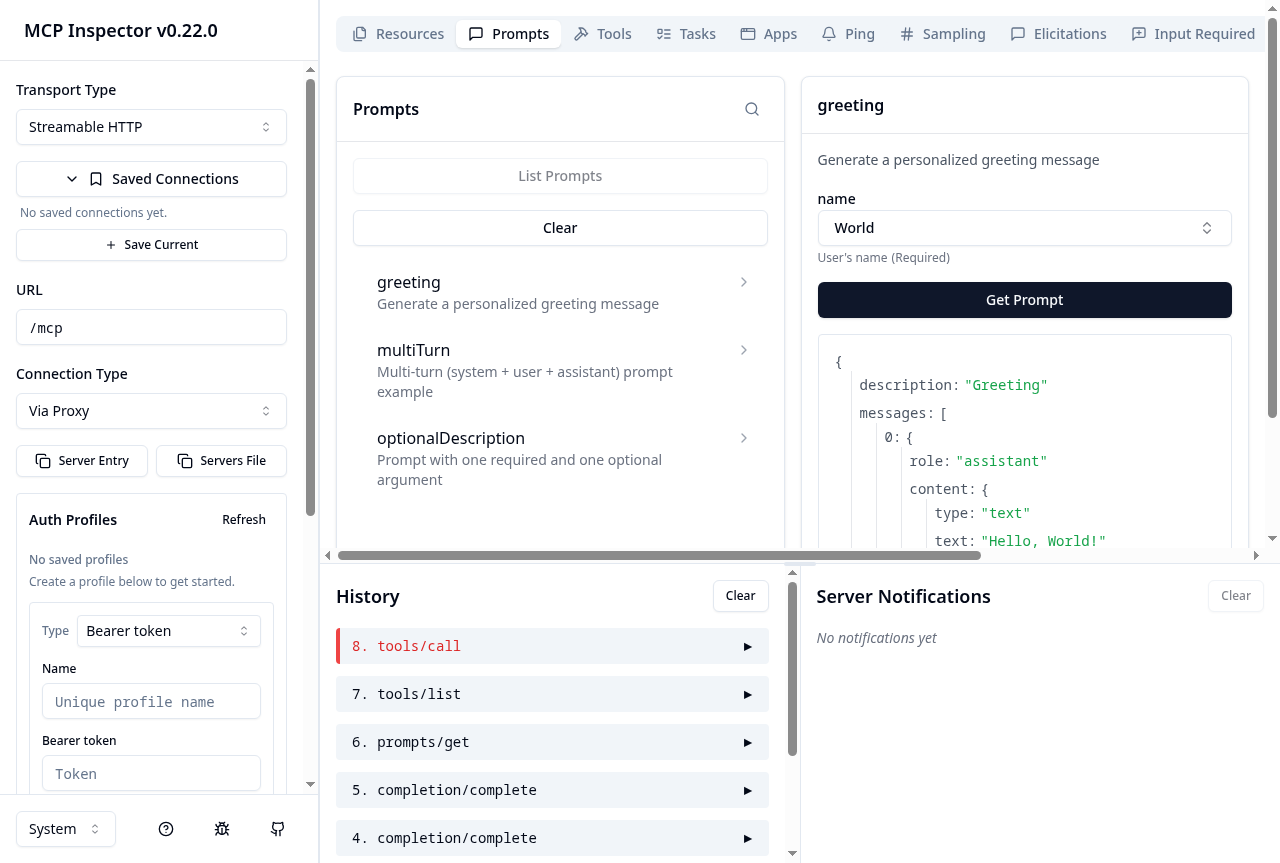 MCP Inspector v0.22.0
Transport Type
Streamable HTTP
Saved Connections
No saved connections yet.
Save Current
URL
/mcp
Connection Type
Via Proxy
Server Entry
Servers File
Auth Profiles
Refresh
No saved profiles
Create a profile below to get started.
Type
Bearer token
Name
Unique profile name
Bearer token
Token
System
Resources
Prompts
Tools
Tasks
Apps
Ping
Sampling
Elicitations
Input Required
Prompts
List Prompts
Clear
greeting
Generate a personalized greeting message
multiTurn
Multi-turn (system + user + assistant) prompt
example
optionalDescription
Prompt with one required and one optional
argument
greeting
Generate a personalized greeting message
name
World
User's name (Required)
Get Prompt
{
description: "Greeting"
messages: [
0: {
role: "assistant"
content: {
type: "text"
text: "Hello, World!"
History
Clear
8. tools/call
7. tools/list
6. prompts/get
5. completion/complete
4. completion/complete
Server Notifications
Clear
No notifications yet